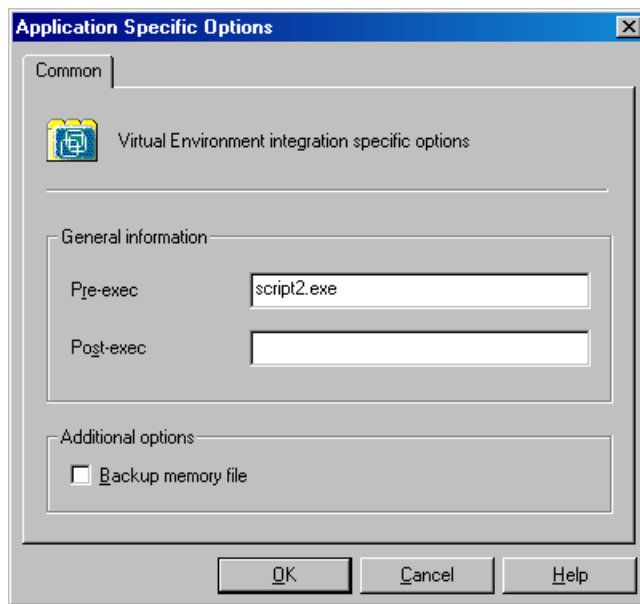 Application Specific Options
Common
Virtual Environment integration specific options
General information
Pre-exec
script2.exe
Post-exec
Additional options
Backup memory file
OK
Cancel
Help